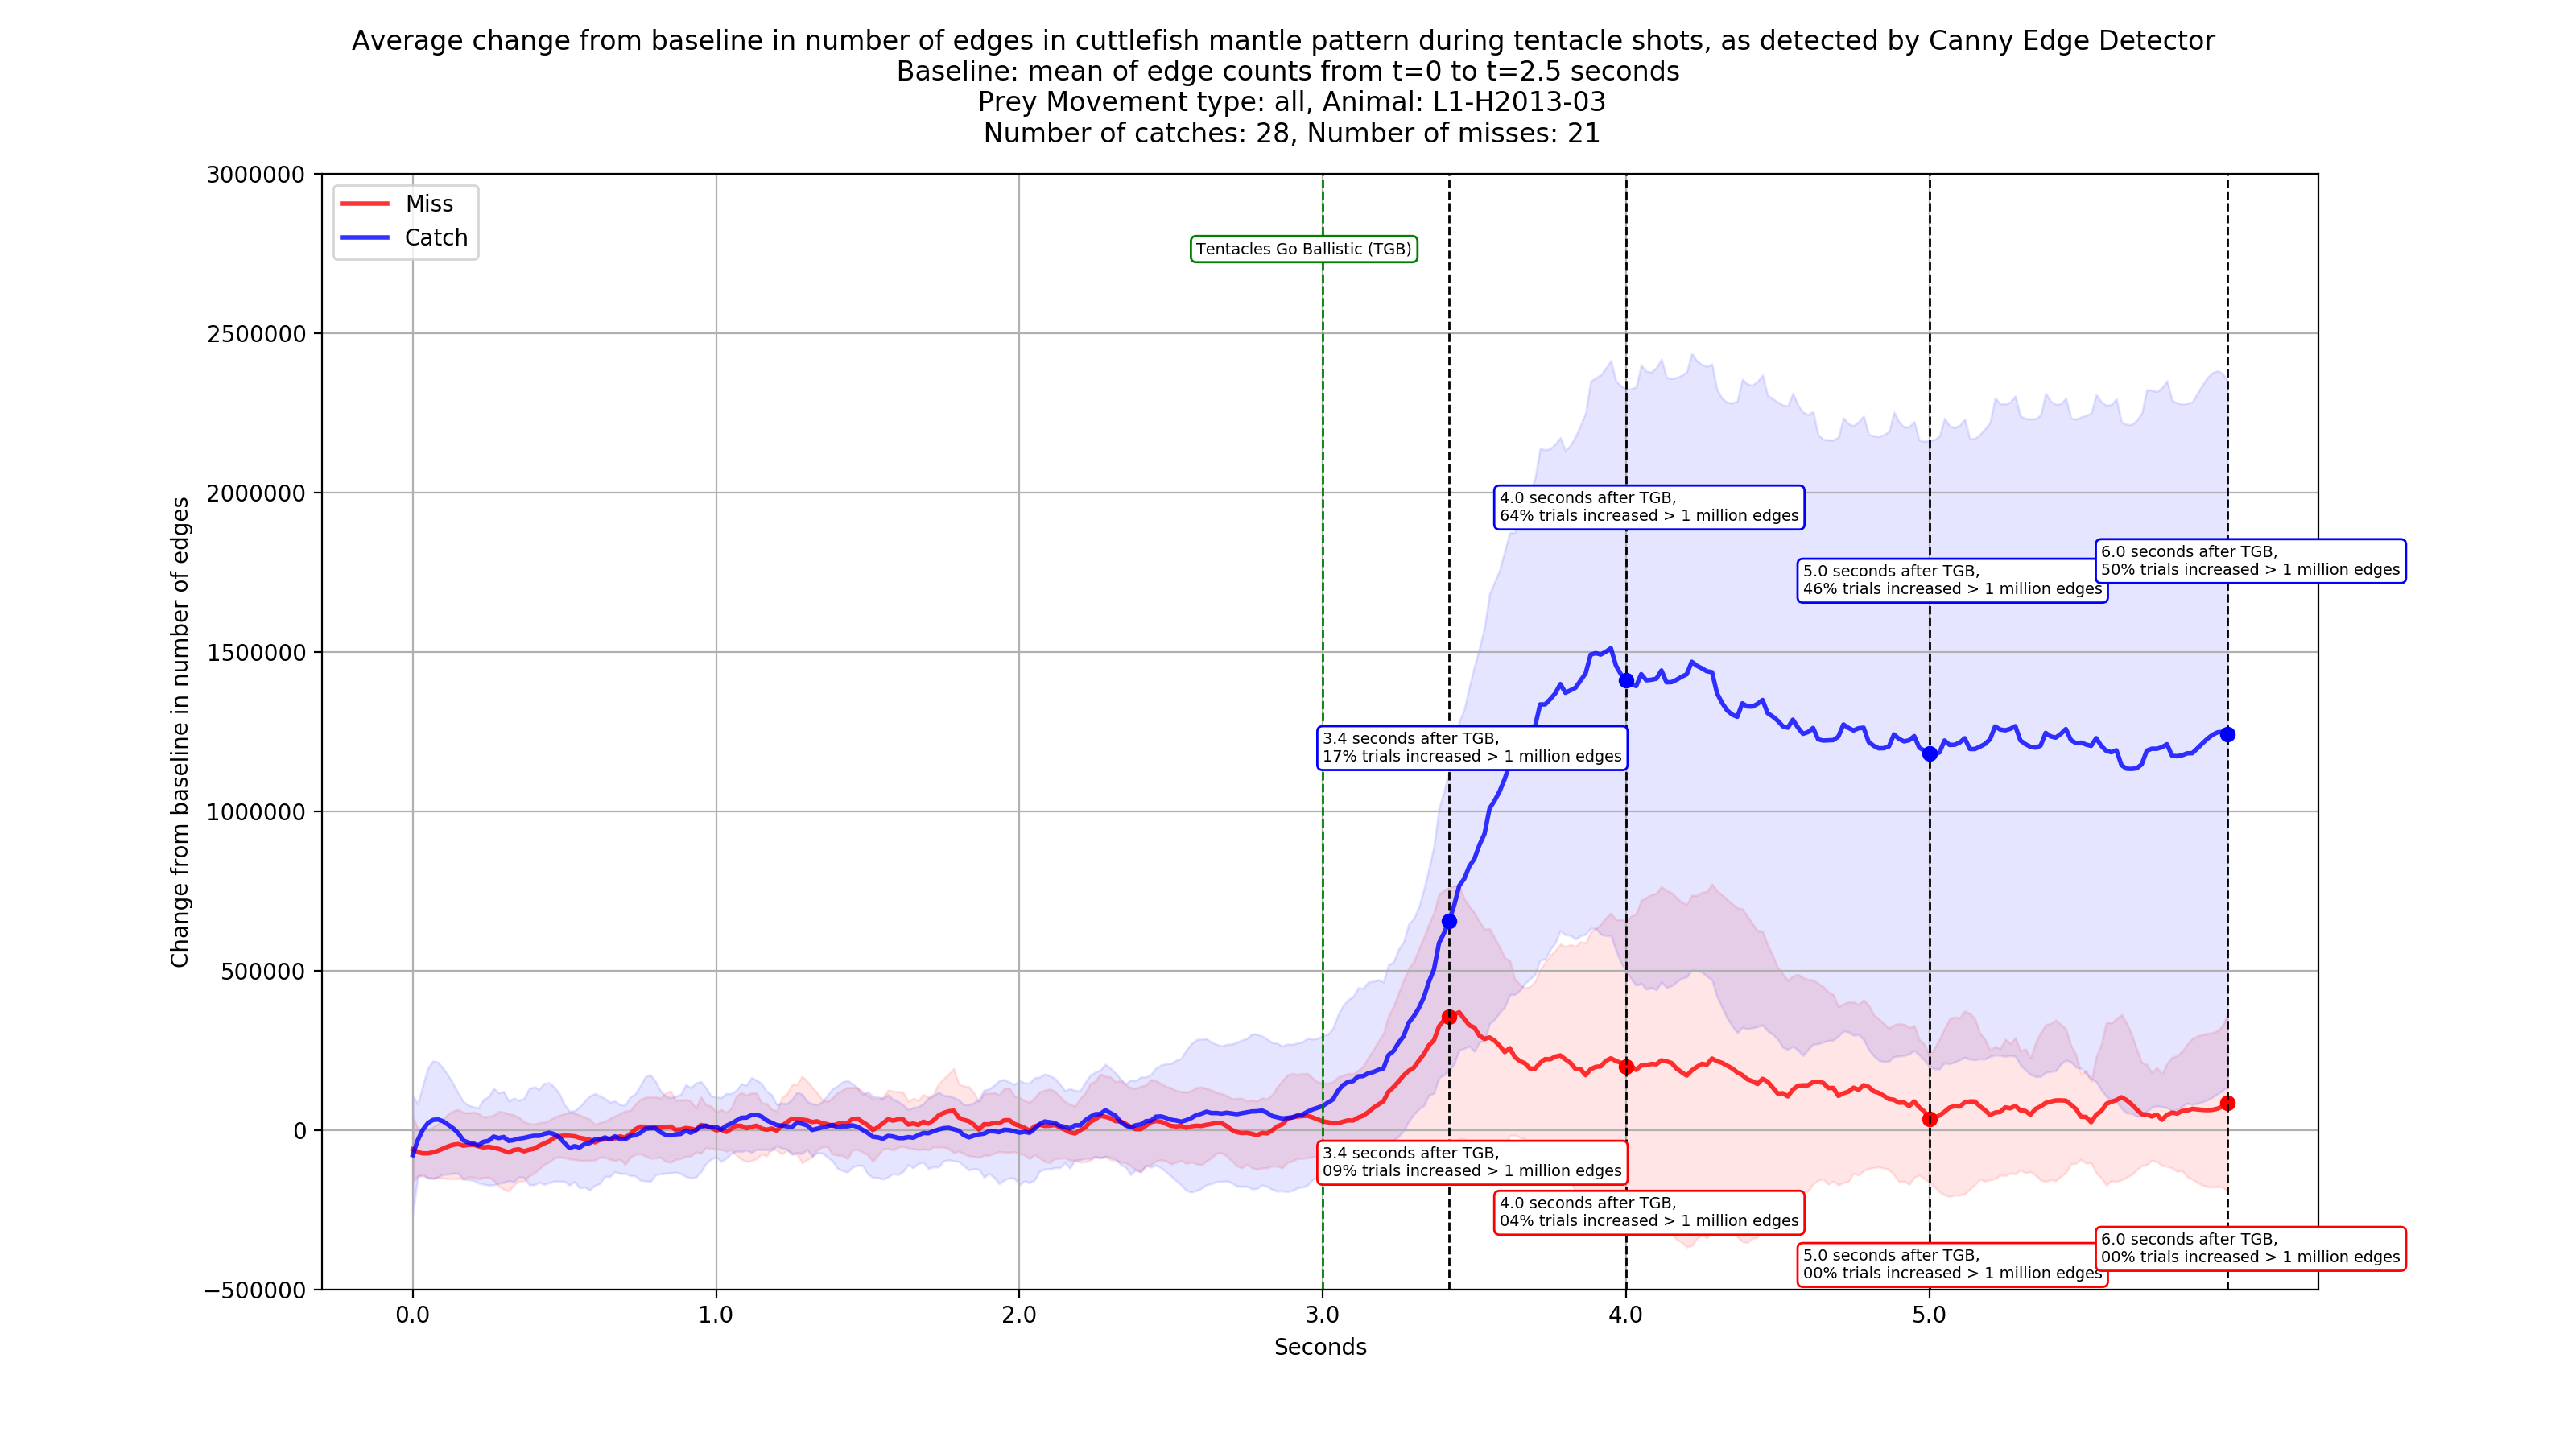 Average change from baseline in number of edges in cuttlefish mantle pattern during tentacle shots, as detected by Canny Edge Detector
Baseline: mean of edge counts from t=0 to t=2.5 seconds
Prey Movement type: all, Animal: L1-H2013-03
Number of catches: 28, Number of misses: 21
Miss
Catch
Tentacles Go Ballistic (TGB)
4.0 seconds after TGB,
64% trials increased > 1 million edges
6.0 seconds after TGB,
50% trials increased > 1 million edges
5.0 seconds after TGB,
46% trials increased > 1 million edges
3.4 seconds after TGB,
17% trials increased > 1 million edges
3.4 seconds after TGB,
09% trials increased > 1 million edges
4.0 seconds after TGB,
04% trials increased > 1 million edges
6.0 seconds after TGB,
00% trials increased > 1 million edges
5.0 seconds after TGB,
00% trials increased > 1 million edges
Change from baseline in number of edges
3000000
2500000
2000000
1500000
1000000
500000
0
−500000
0.0 1.0 2.0 3.0 4.0 5.0
Seconds